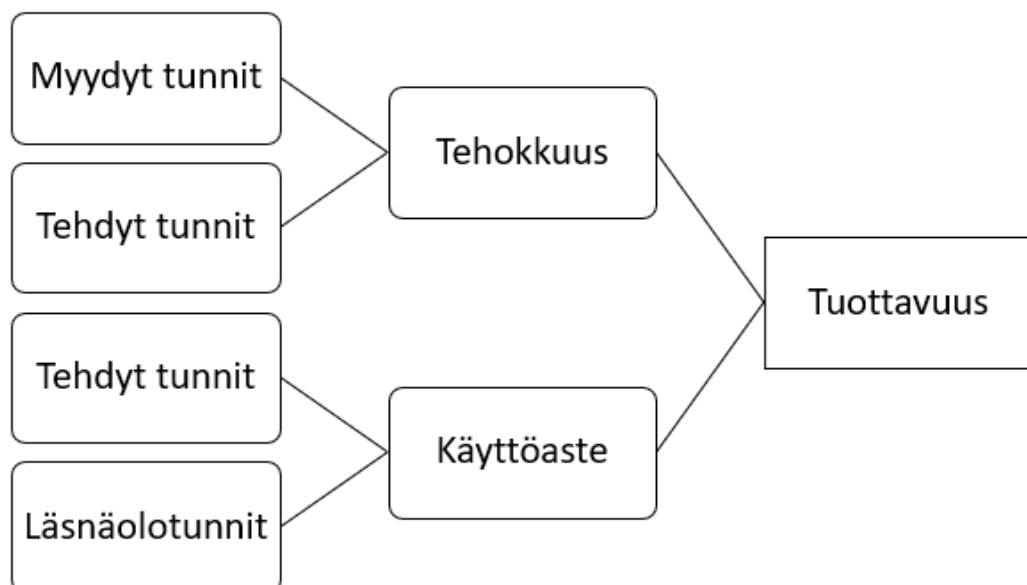 Myydyt tunnit
Tehdyt tunnit
Tehokkuus
Tehdyt tunnit
Läsnäolotunnit
Käyttöaste
Tuottavuus